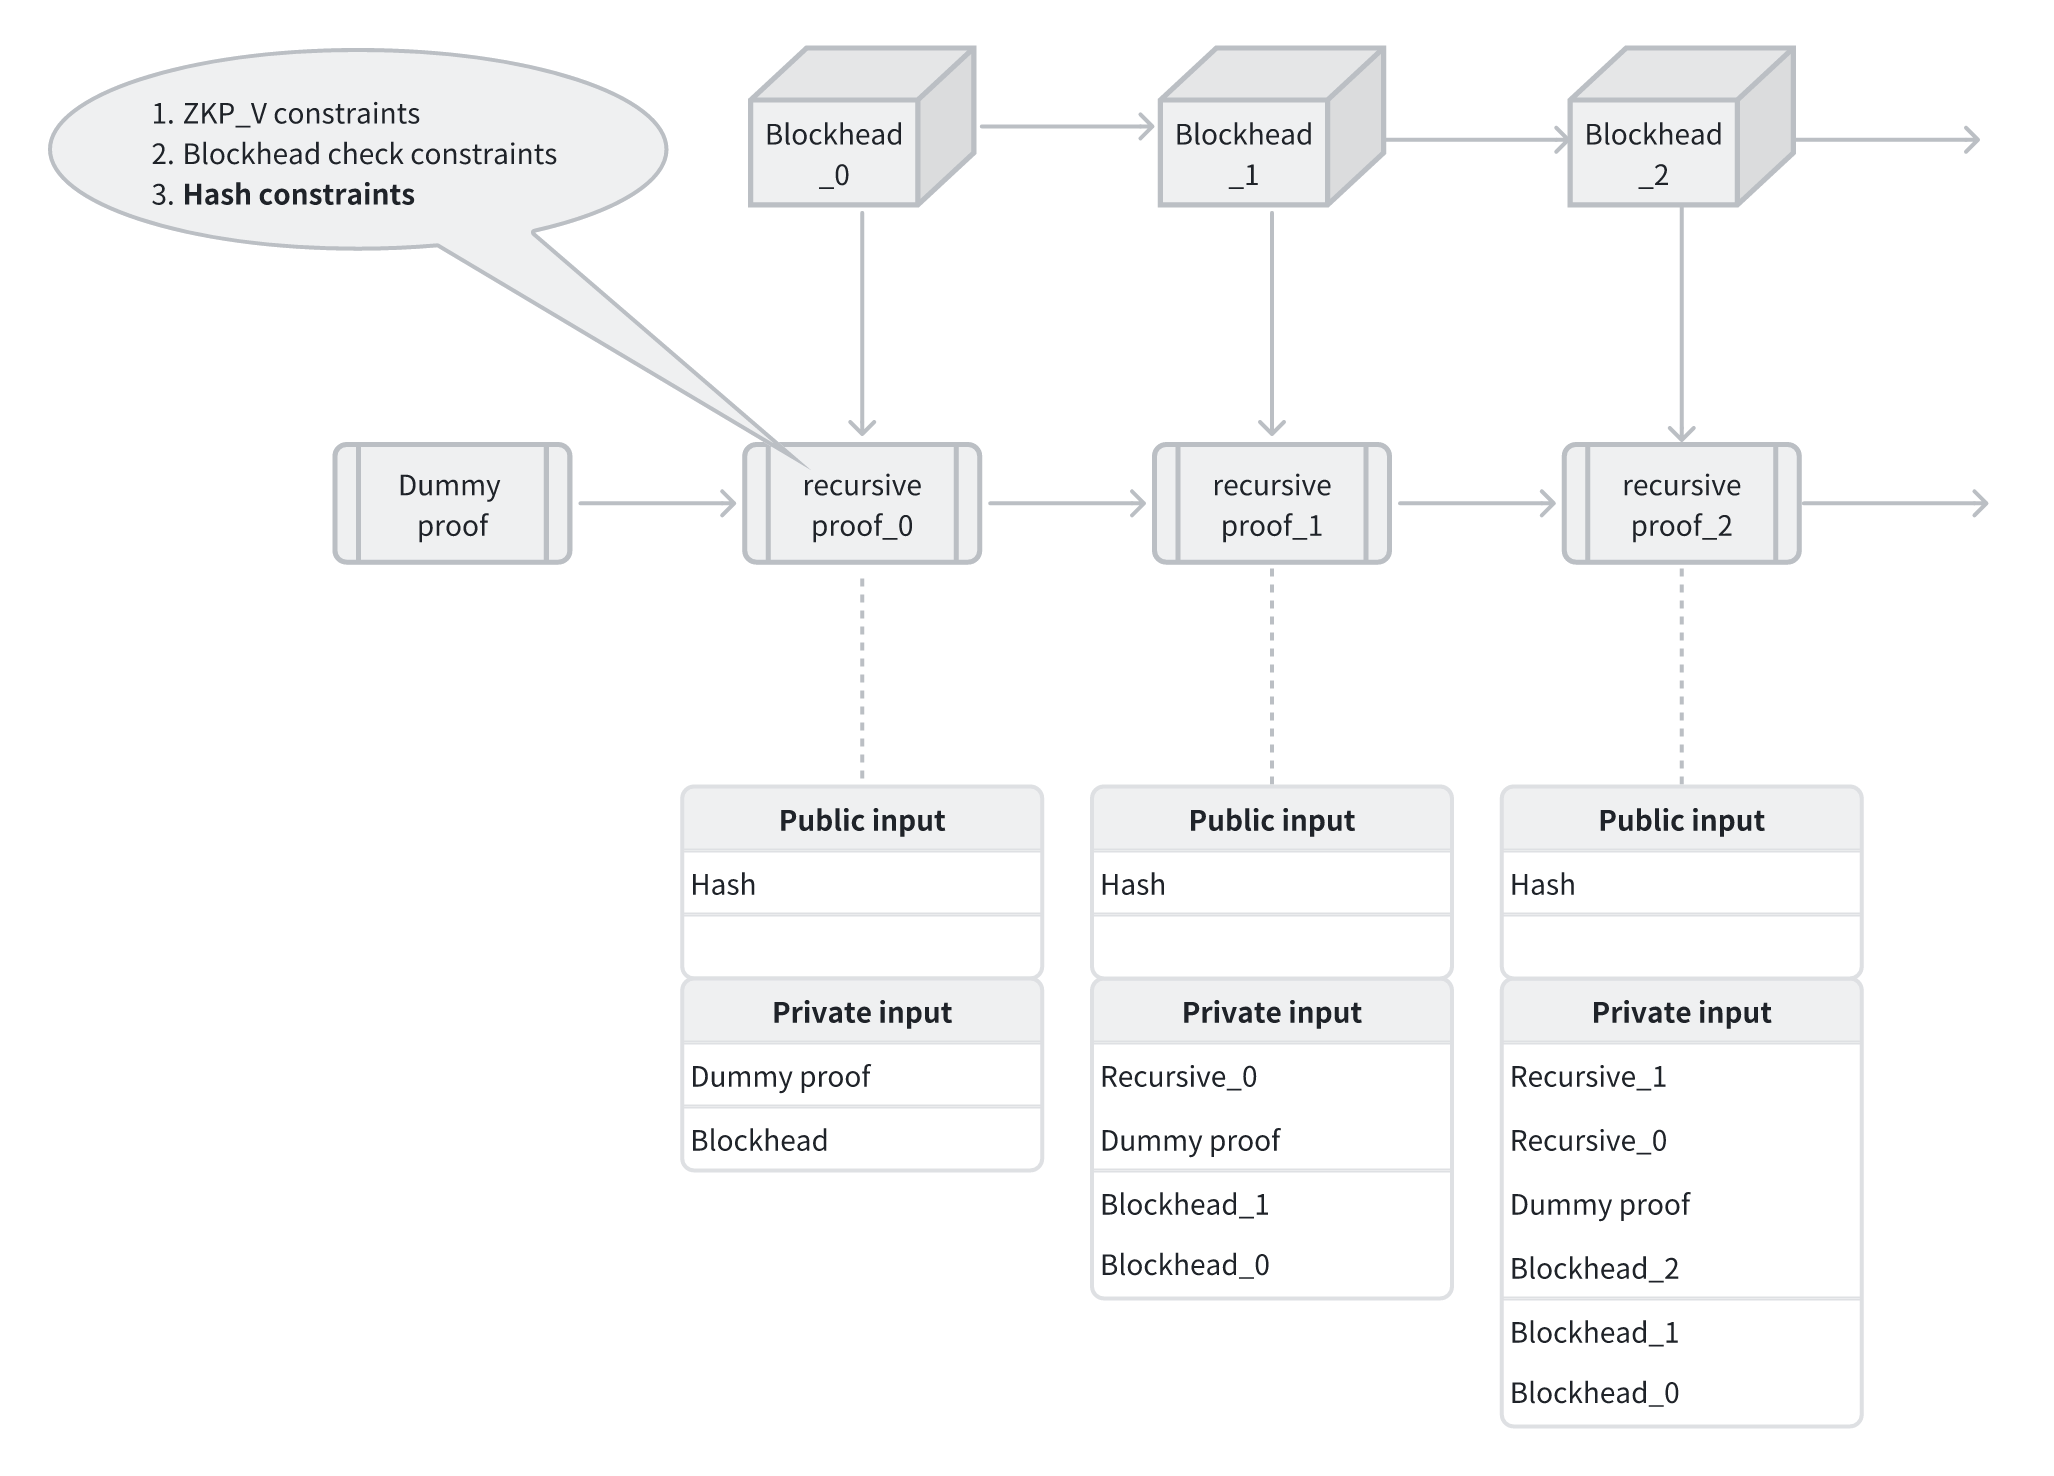 1. ZKP_V constraints
2. Blockhead check constraints
3. Hash constraints
Blockhead
_0
Blockhead
_1
Blockhead
_2
Dummy
proof
recursive
proof_0
recursive
proof_1
recursive
proof_2
Public input
Hash
Private input
Dummy proof
Blockhead
Public input
Hash
Private input
Recursive_0
Dummy proof
Blockhead_1
Blockhead_0
Public input
Hash
Private input
Recursive_1
Recursive_0
Dummy proof
Blockhead_2
Blockhead_1
Blockhead_0